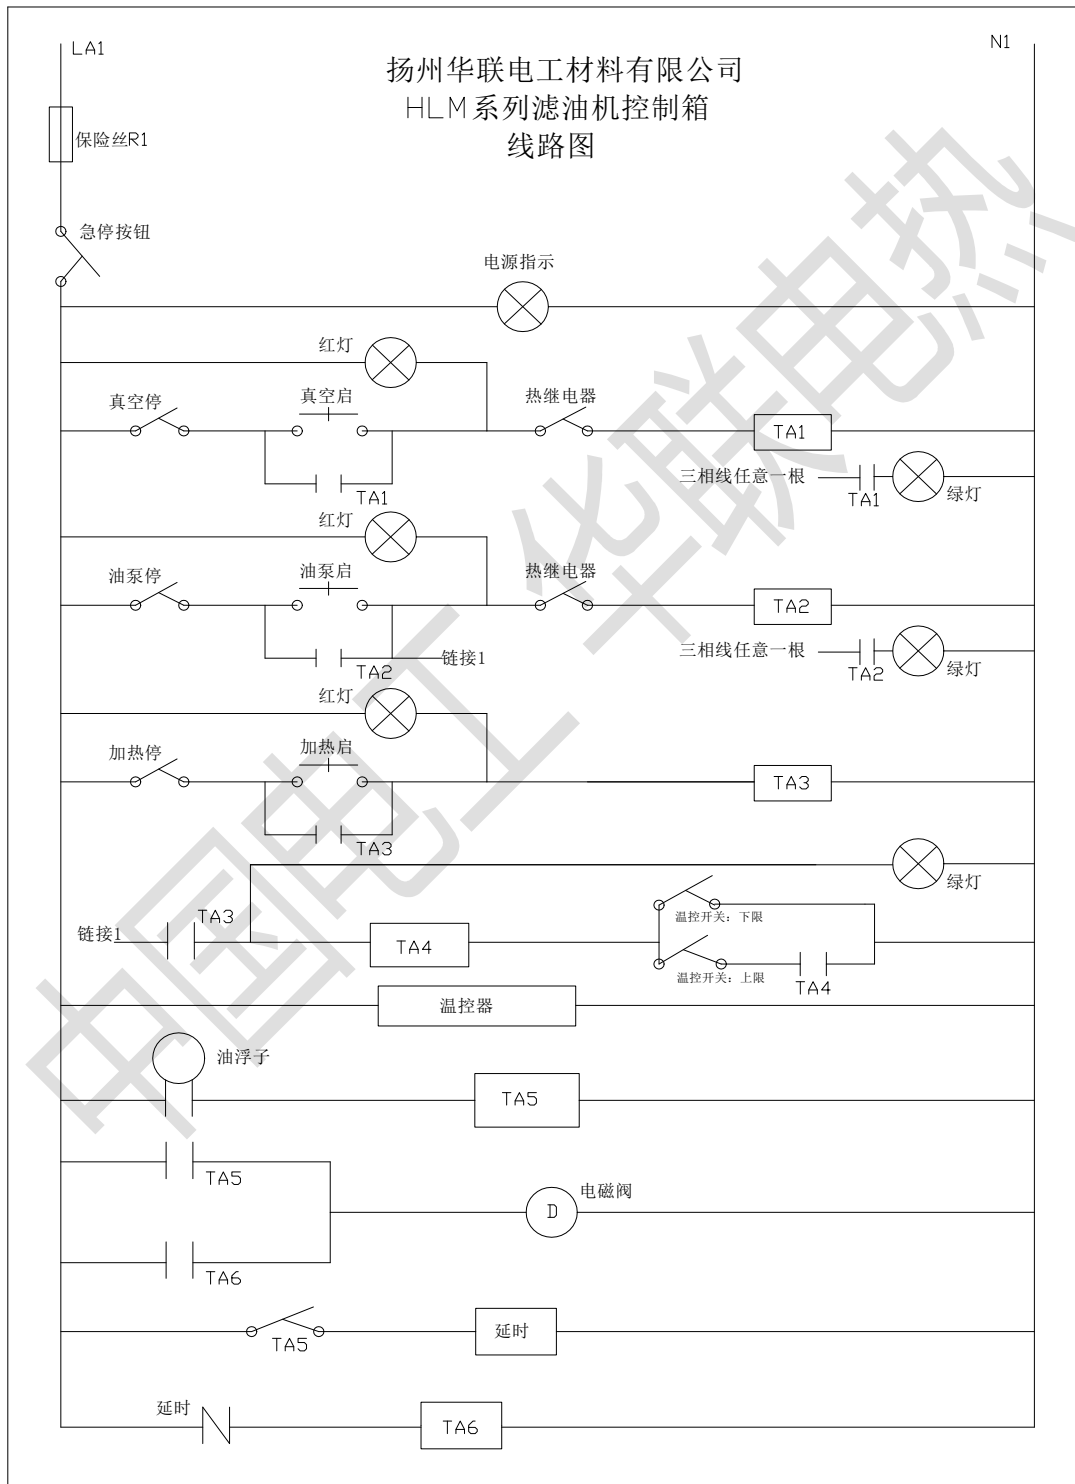 LA1
N1
扬州华联电工材料有限公司
HLM系列滤油机控制箱
线路图
保险丝R1
急停按钮
电源指示
红灯
真空停
真空启
热继电器
TA1
三相线任意一根
TA1
绿灯
TA1
红灯
油泵停
油泵启
热继电器
TA2
三相线任意一根
TA2
绿灯
TA2
链接1
红灯
加热停
加热启
TA3
TA3
绿灯
链接1
TA3
TA4
温控开关：下限
温控开关：上限
TA4
温控器
油浮子
TA5
TA5
电磁阀
D
TA6
TA5
延时
延时
TA6
中国电工 华联电热